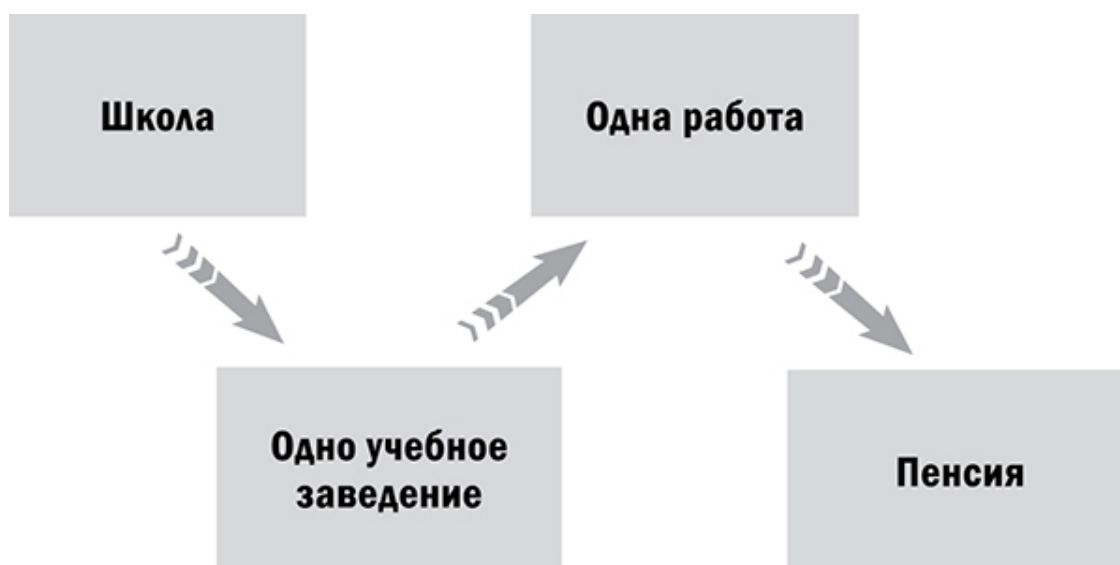 Школа
Одно учебное
заведение
Одна работа
Пенсия